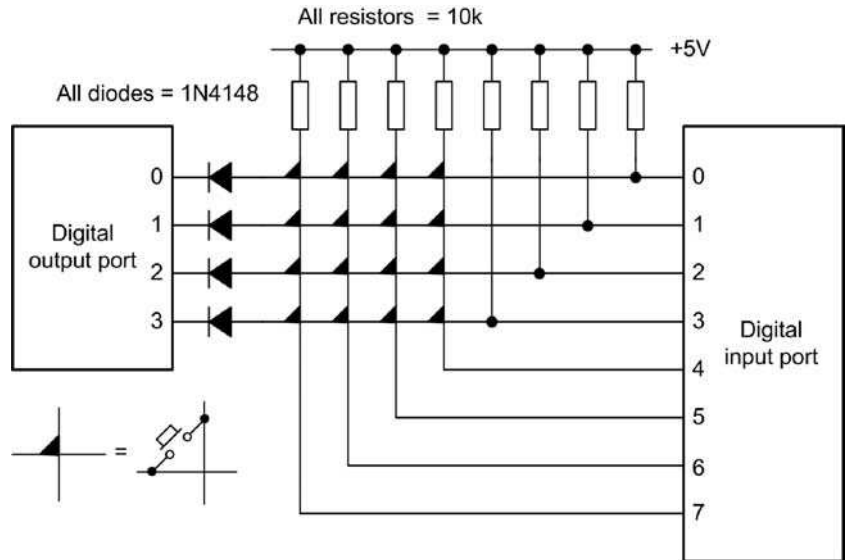 All resistors = 10k
+5V
All diodes = 1N4148
0
1
2
3
Digital
output port
0
1
2
3
4
5
6
7
Digital
input port
=